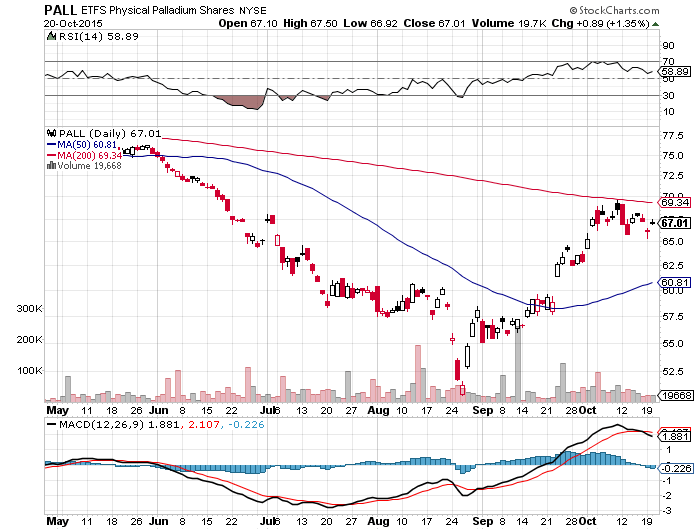 PALL ETFS Physical Palladium Shares NYSE © StockCharts.com
20-Oct-2015 Open 67.10 High 67.50 Low 66.92 Close 67.01 Volume 19.7K Chg +0.89 (+1.35%)
RSI(14) 58.89
90
70
58.89
50
30
10
PALL (Daily) 67.01
MA(50) 60.81
MA(200) 69.34
Volume 19,668
77.5
75.0
72.5
70.0
69.34
67.01
65.0
62.5
60.81
60.0
57.5
55.0
52.5
300K
200K
100K
19668
May 11 18 26 Jun 8 15 22 Jul 6 13 20 27 Aug 10 17 24 Sep 8 14 21 28 Oct 12 19
MACD(12,26,9) 1.881, 2.107, -0.226
1.881
1
-0.226
-1
-2
-3
May 11 18 26 Jun 8 15 22 Jul 6 13 20 27 Aug 10 17 24 Sep 8 14 21 28 Oct 12 19